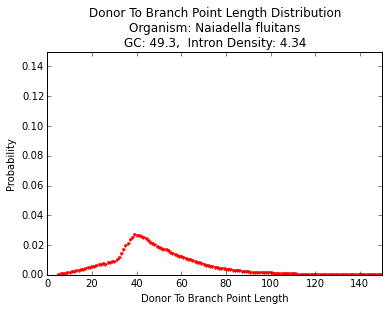 Donor To Branch Point Length Distribution
Organism: Naiadella fluitans
GC: 49.3,  Intron Density: 4.34
0.14
0.12
0.10
0.08
0.06
0.04
0.02
0.00
Probability
0 20 40 60 80 100 120 140
Donor To Branch Point Length